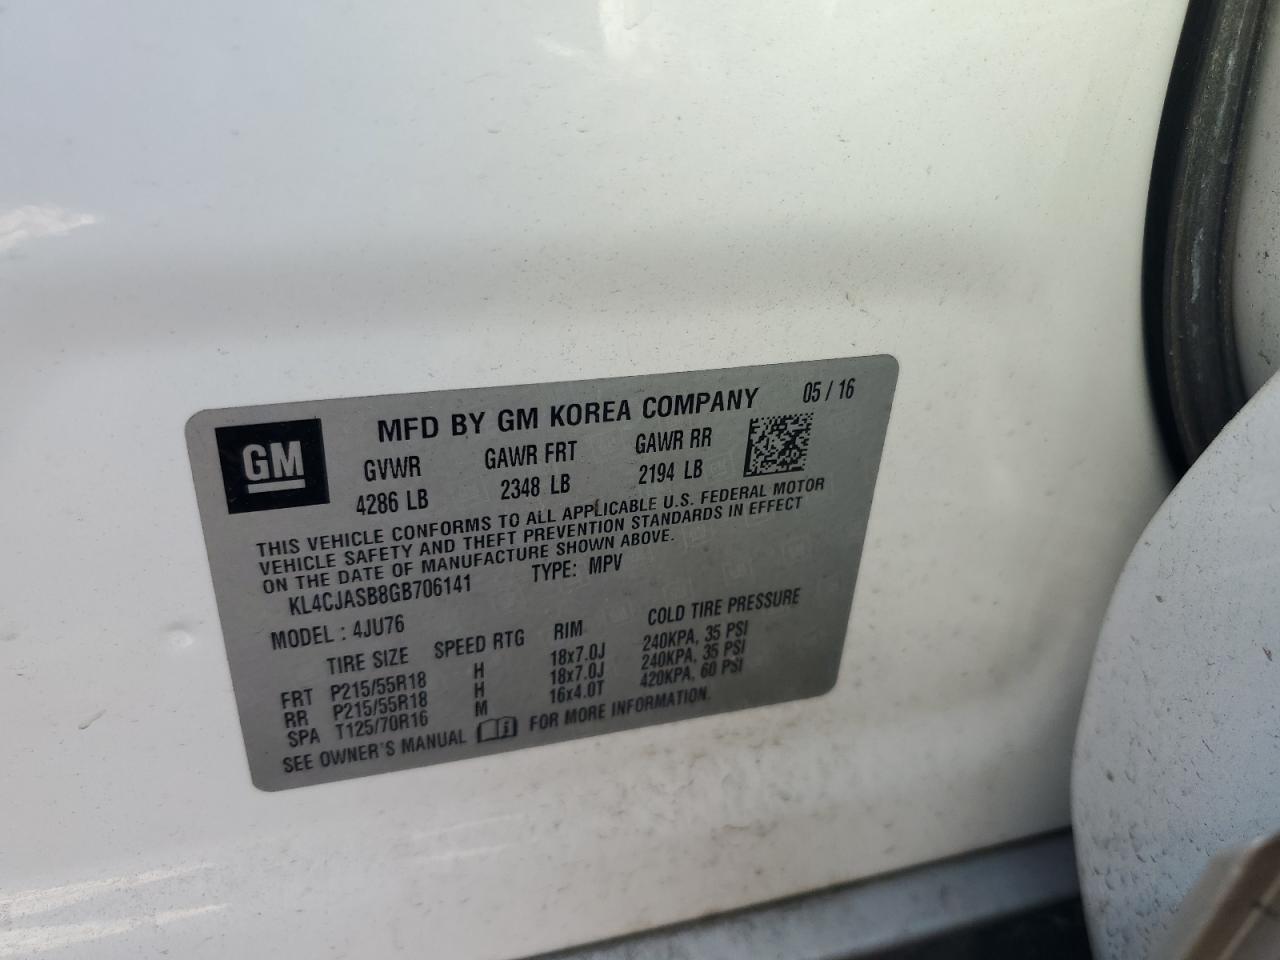 GM
MFD BY GM KOREA COMPANY 05 / 16
GVWR GAWR FRT GAWR RR
4286 LB 2348 LB 2194 LB
THIS VEHICLE CONFORMS TO ALL APPLICABLE U.S. FEDERAL MOTOR
VEHICLE SAFETY AND THEFT PREVENTION STANDARDS IN EFFECT
ON THE DATE OF MANUFACTURE SHOWN ABOVE.
KL4CJASB8GB706141 TYPE: MPV
MODEL : 4JU76
TIRE SIZE SPEED RTG RIM COLD TIRE PRESSURE
FRT P215/55R18 H 18x7.0J 240KPA, 35 PSI
RR P215/55R18 H 18x7.0J 240KPA, 35 PSI
SPA T125/70R16 M 16x4.0T 420KPA, 60 PSI
SEE OWNER'S MANUAL i FOR MORE INFORMATION.